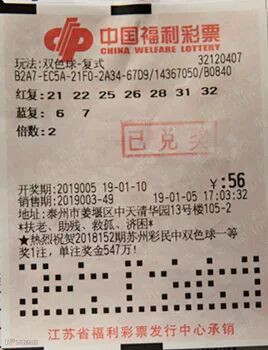 中国福利彩票
CHINA WELFARE LOTTERY
玩法：双色球-复式 32120407
B2A7-EC5A-21F0-2A34-67D9/14367050/B0840
红复： 21 22 25 26 28 31 32
蓝复： 6 7
倍数： 2
已兑奖
¥:56
开奖期：2019005 19-01-10
销售期：2019003-49 19-01-05 17:03:32
地址：泰州市姜堰区中天清华园13号楼105-2
*扶老、助残、救孤、济困*
★热烈祝贺2018152期苏州彩民中双色球一等
奖1注，单注奖金547万！
江苏省福利彩票发行中心承销